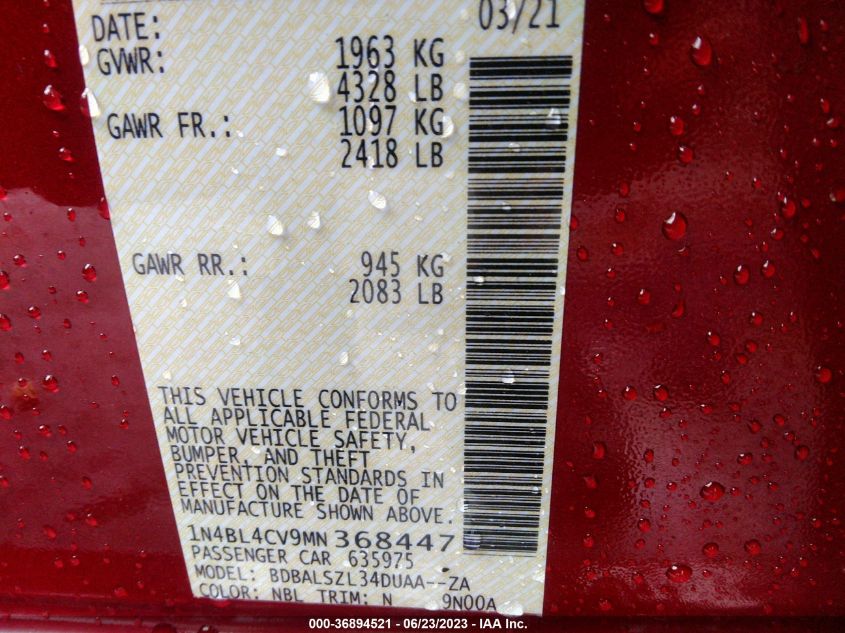 DATE: 03/21
GVWR: 1963 KG
4328 LB
GAWR FR.: 1097 KG
2418 LB
GAWR RR.: 945 KG
2083 LB
THIS VEHICLE CONFORMS TO
ALL APPLICABLE FEDERAL
MOTOR VEHICLE SAFETY,
BUMPER, AND THEFT
PREVENTION STANDARDS IN
EFFECT ON THE DATE OF
MANUFACTURE SHOWN ABOVE.
1N4BL4CV9MN368447
PASSENGER CAR 635975
MODEL: BDBALSZL34DUAA--ZA
COLOR: NBL TRIM: N 9N00A
000-36894521 - 06/23/2023 - IAA Inc.